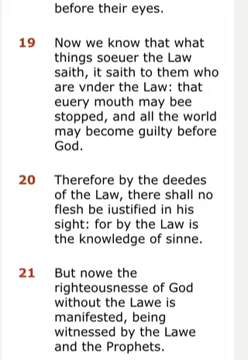 before their eyes.
19 Now we know that what
things soeuer the Law
saith, it saith to them who
are vnder the Law: that
euery mouth may bee
stopped, and all the world
may become guilty before
God.
20 Therefore by the deedes
of the Law, there shall no
flesh be iustified in his
sight: for by the Law is
the knowledge of sinne.
21 But nowe the
righteousnesse of God
without the Lawe is
manifested, being
witnessed by the Lawe
and the Prophets.